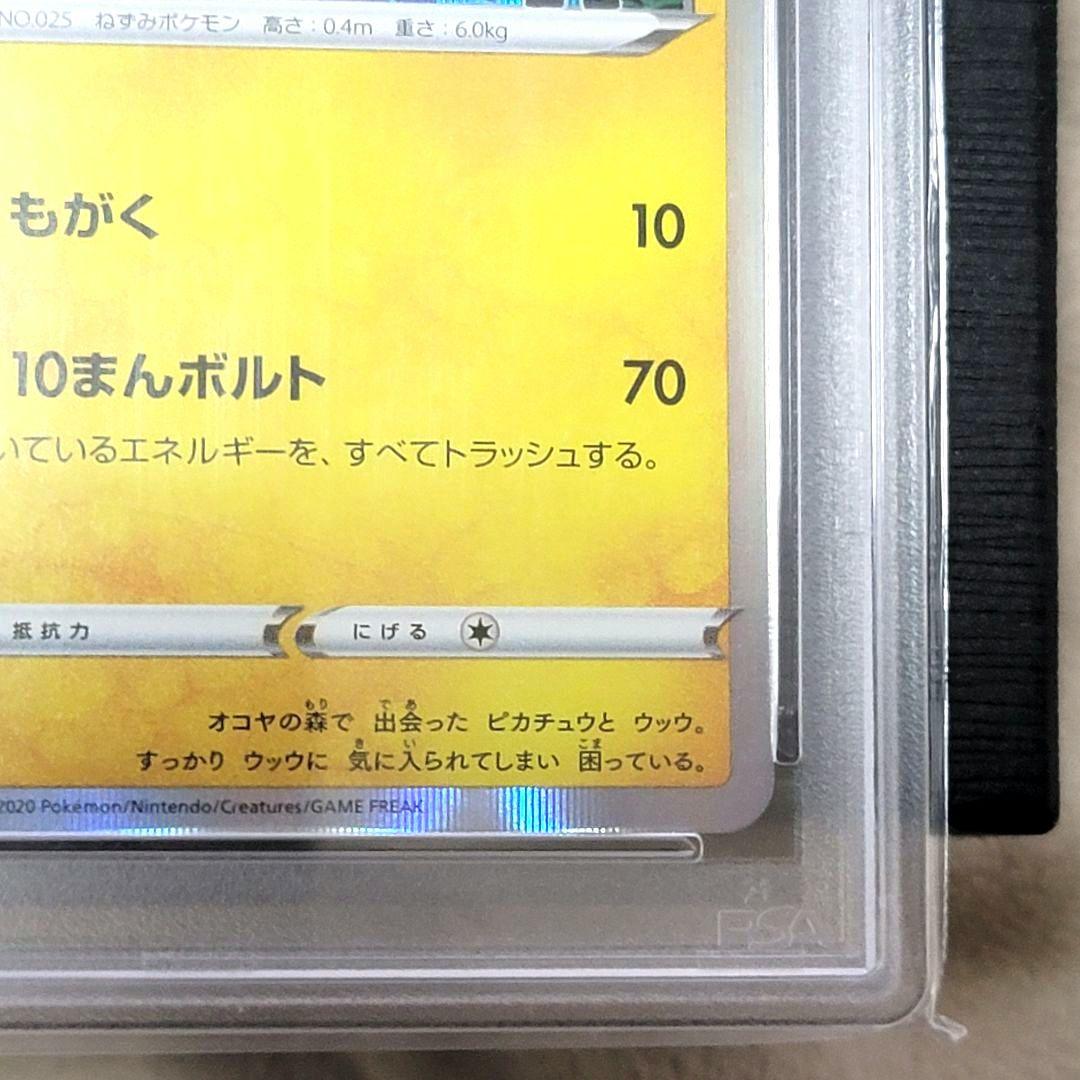 NO.025 ねずみポケモン 高さ:0.4m 重さ:6.0kg
もがく 10
10まんボルト 70
いているエネルギーを、すべてトラッシュする。
抵抗力 にげる
オコヤの森で 出会った ピカチュウと ウッウ。
すっかり ウッウに 気に入られてしまい 困っている。
2020 Pokémon/Nintendo/Creatures/GAME FREAK
PSA